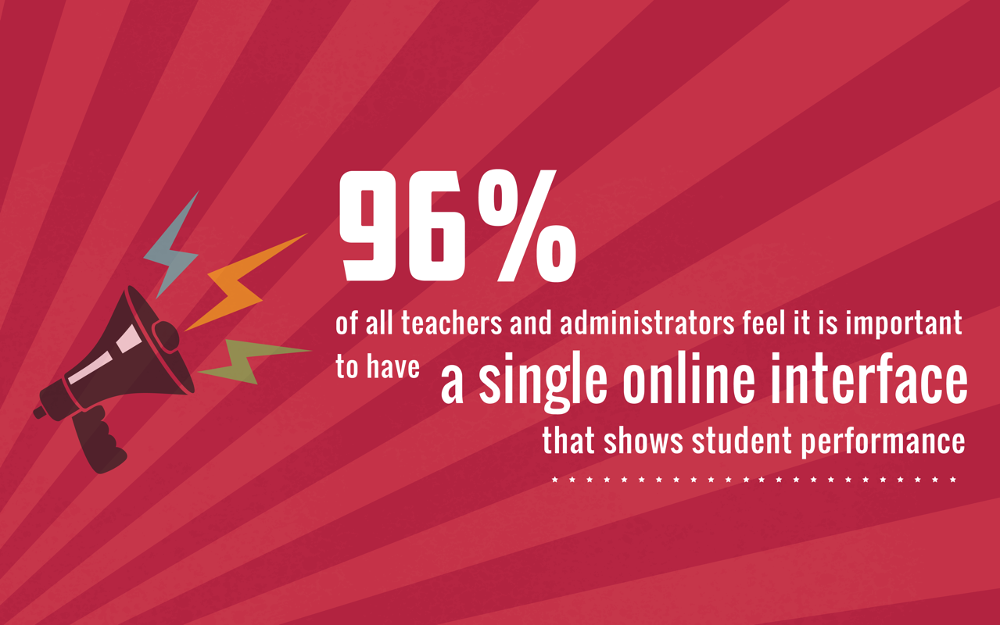 96%
of all teachers and administrators feel it is important
to have a single online interface
that shows student performance